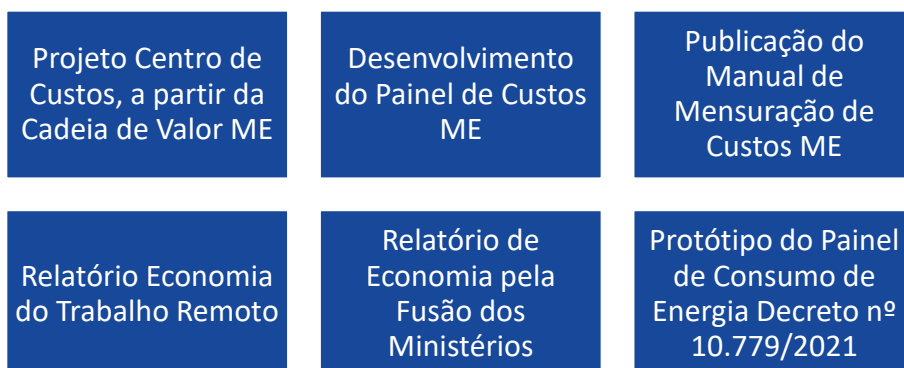 Projeto Centro de
Custos, a partir da
Cadeia de Valor ME
Desenvolvimento
do Painel de Custos
ME
Publicação do
Manual de
Mensuração de
Custos ME
Relatório Economia
do Trabalho Remoto
Relatório de
Economia pela
Fusão dos
Ministérios
Protótipo do Painel
de Consumo de
Energia Decreto nº
10.779/2021